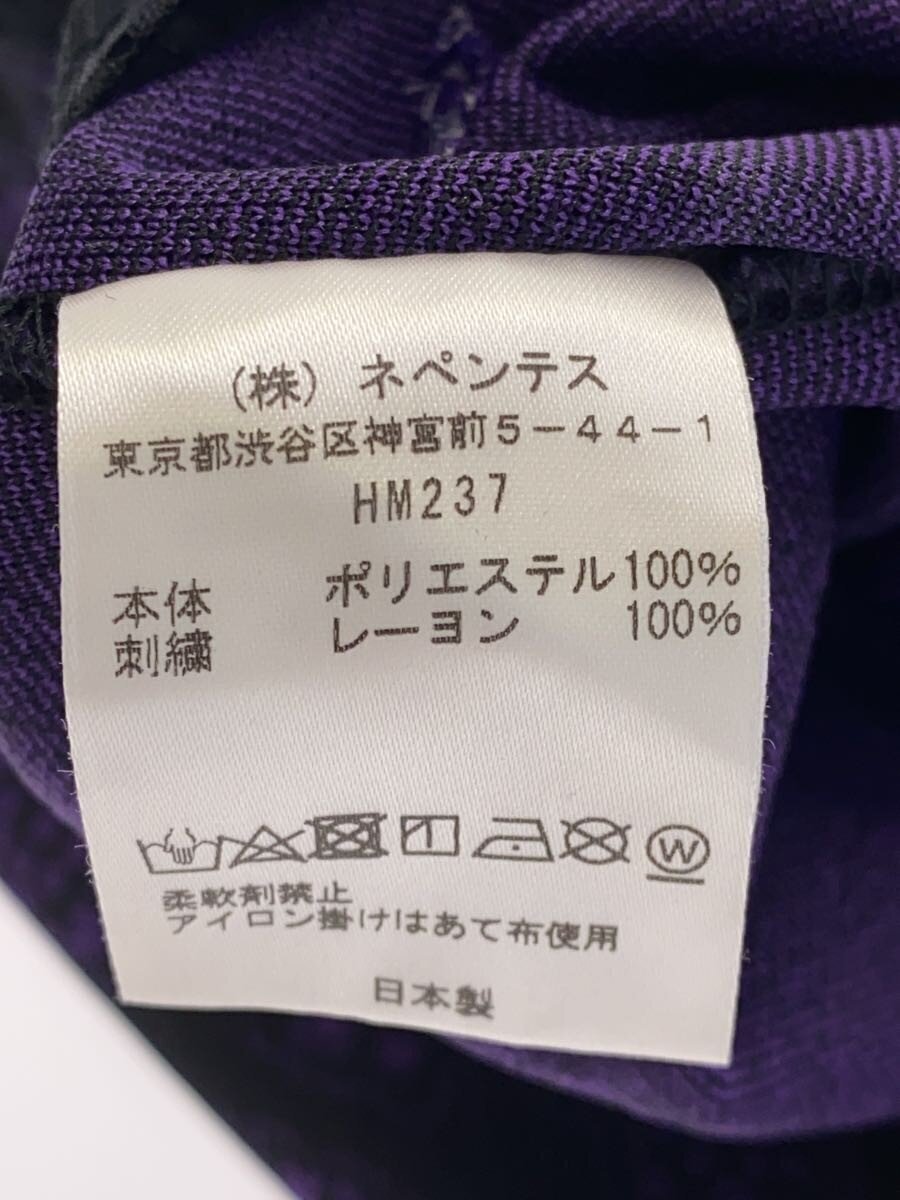 (株) ネペンテス
東京都渋谷区神宮前5-44-1
HM237
本体 ポリエステル100%
刺繍 レーヨン 100%
W
柔軟剤禁止
アイロン掛けはあて布使用
日本製